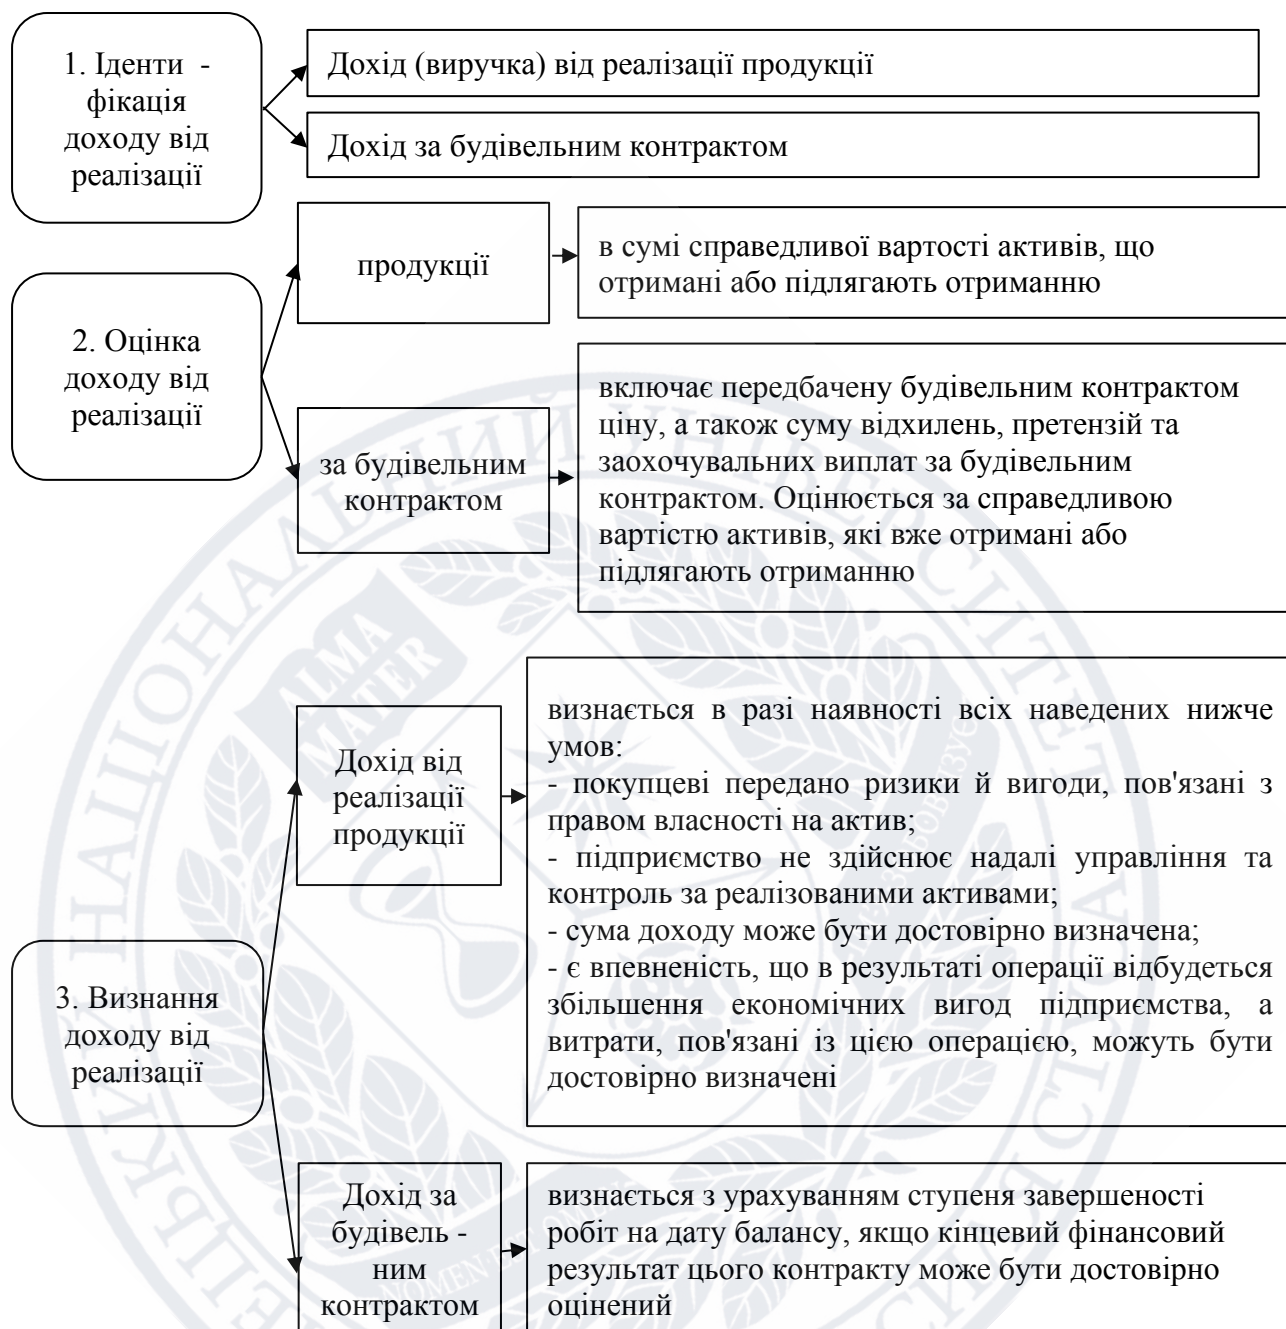 1. Іденти -
фікація
доходу від
реалізації
Дохід (виручка) від реалізації продукції
Дохід за будівельним контрактом
2. Оцінка
доходу від
реалізації
продукції
в сумі справедливої вартості активів, що
отримані або підлягають отриманню
за будівельним
контрактом
включає передбачену будівельним контрактом
ціну, а також суму відхилень, претензій та
заохочувальних виплат за будівельним
контрактом. Оцінюється за справедливою
вартістю активів, які вже отримані або
підлягають отриманню
3. Визнання
доходу від
реалізації
Дохід від
реалізації
продукції
визнається в разі наявності всіх наведених нижче
умов:
- покупцеві передано ризики й вигоди, пов'язані з
правом власності на актив;
- підприємство не здійснює надалі управління та
контроль за реалізованими активами;
- сума доходу може бути достовірно визначена;
- є впевненість, що в результаті операції відбудеться
збільшення економічних вигод підприємства, а
витрати, пов'язані із цією операцією, можуть бути
достовірно визначені
Дохід за
будівель -
ним
контрактом
визнається з урахуванням ступеня завершеності
робіт на дату балансу, якщо кінцевий фінансовий
результат цього контракту може бути достовірно
оцінений
НАЦІОНАЛЬНИЙ УНІВЕРСИТЕТ
ALMA
MATER